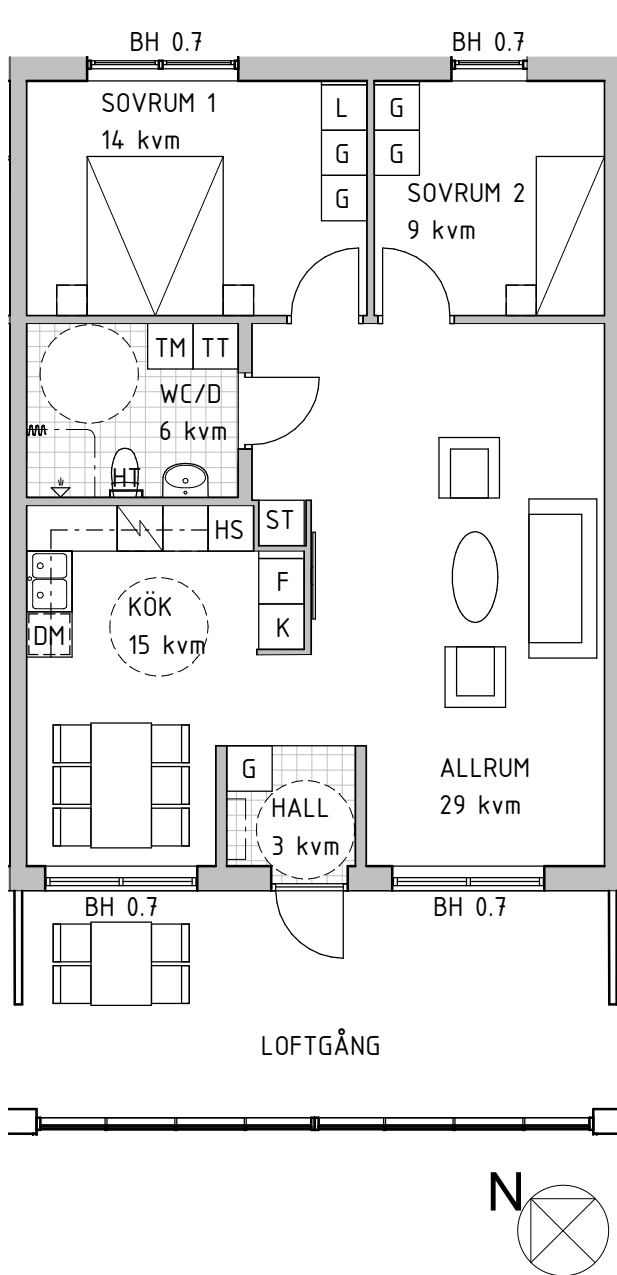 BH 0.7
BH 0.7
SOVRUM 1
14 kvm
L
G
G
G
G
SOVRUM 2
9 kvm
TM
TT
WC/D
6 kvm
HT
HS
ST
F
K
KÖK
15 kvm
DM
G
HALL
3 kvm
ALLRUM
29 kvm
BH 0.7
BH 0.7
LOFTGÅNG
N